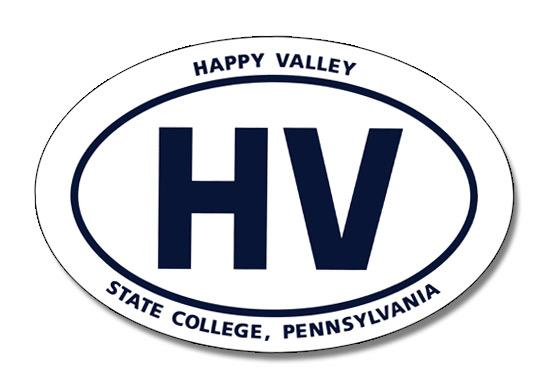 HAPPY VALLEY
HV
STATE COLLEGE, PENNSYLVANIA